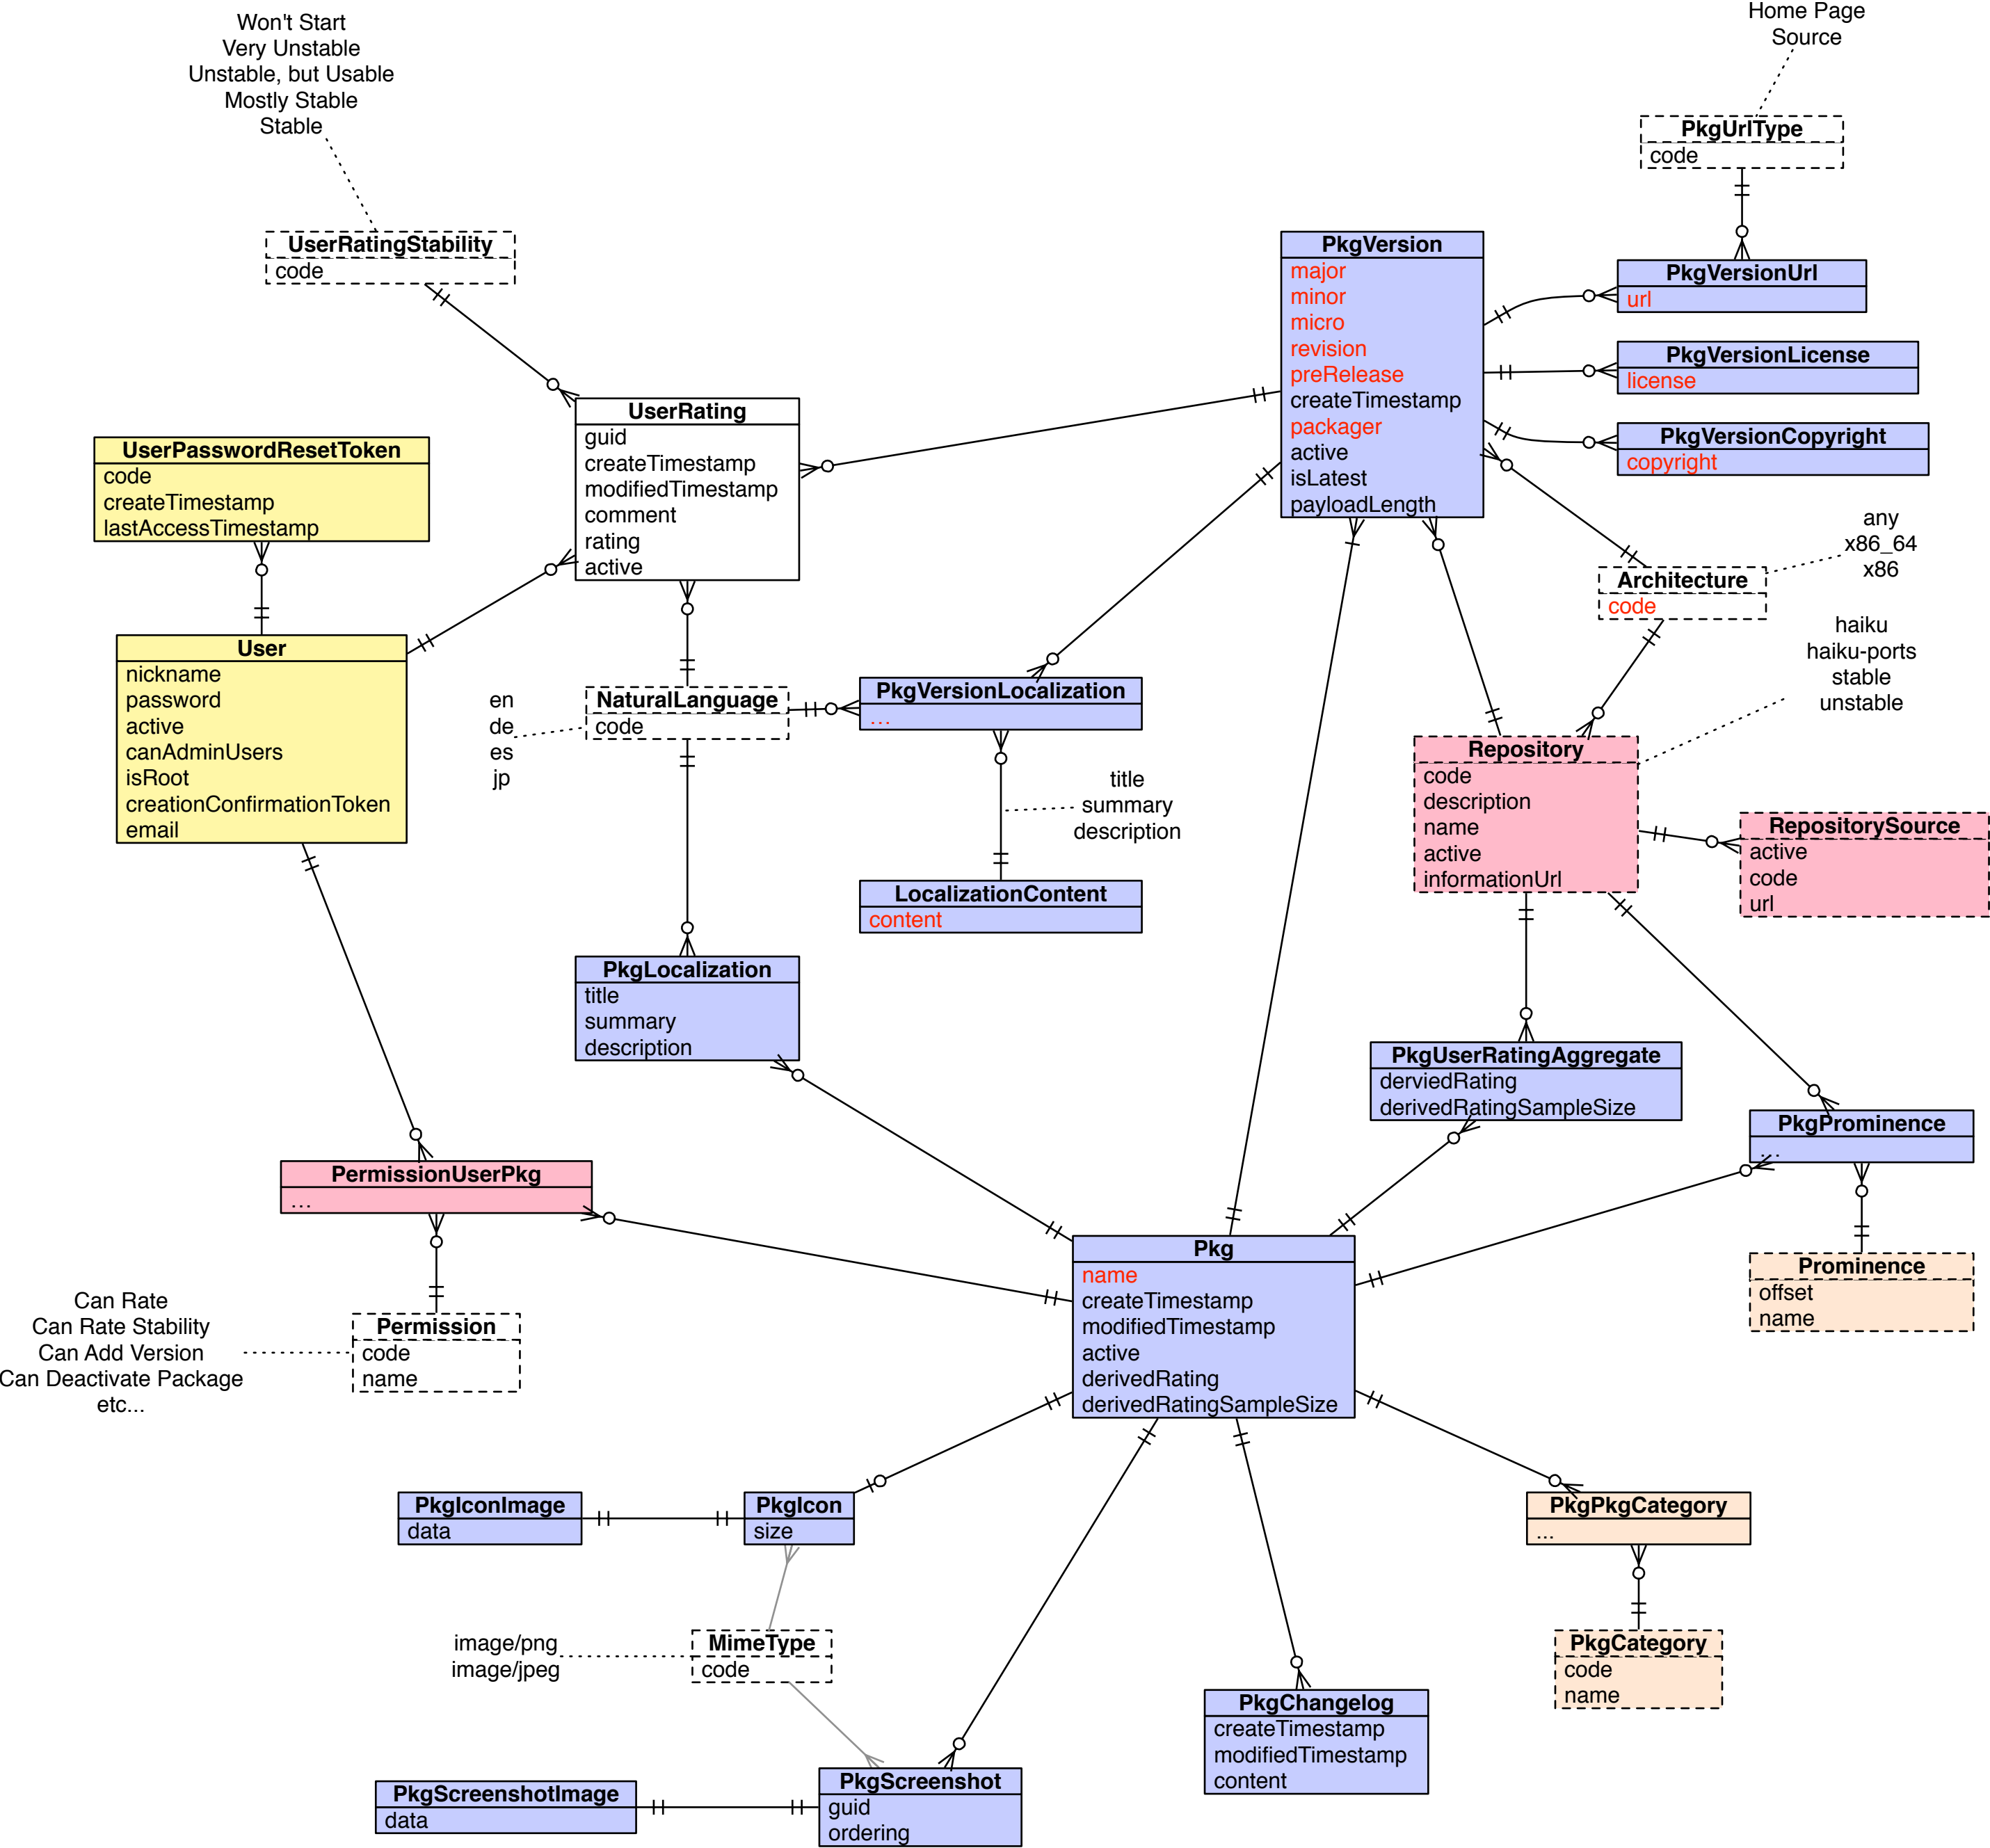 Won't Start
Very Unstable
Unstable, but Usable
Mostly Stable
Stable
Home Page
Source
PkgUrlType
code
UserRatingStability
code
PkgVersion
major
minor
micro
revision
preRelease
createTimestamp
packager
active
isLatest
payloadLength
PkgVersionUrl
url
PkgVersionLicense
license
PkgVersionCopyright
copyright
UserRating
guid
createTimestamp
modifiedTimestamp
comment
rating
active
UserPasswordResetToken
code
createTimestamp
lastAccessTimestamp
any
x86_64
x86
Architecture
code
haiku
haiku-ports
stable
unstable
User
nickname
password
active
canAdminUsers
isRoot
creationConfirmationToken
email
en
de
es
jp
NaturalLanguage
code
PkgVersionLocalization
...
title
summary
description
LocalizationContent
content
Repository
code
description
name
active
informationUrl
RepositorySource
active
code
url
PkgLocalization
title
summary
description
PkgUserRatingAggregate
derviedRating
derivedRatingSampleSize
PkgProminence
...
PermissionUserPkg
...
Prominence
offset
name
Pkg
name
createTimestamp
modifiedTimestamp
active
derivedRating
derivedRatingSampleSize
Can Rate
Can Rate Stability
Can Add Version
Can Deactivate Package
etc...
Permission
code
name
PkgIconImage
data
PkgIcon
size
PkgPkgCategory
...
image/png
image/jpeg
MimeType
code
PkgCategory
code
name
PkgChangelog
createTimestamp
modifiedTimestamp
content
PkgScreenshotImage
data
PkgScreenshot
guid
ordering